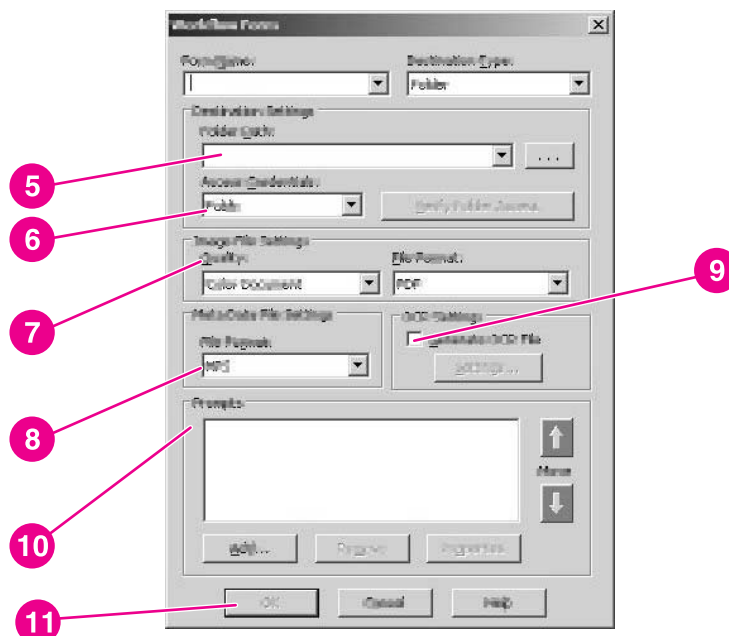 Workflow Form
Form Name: Destination Type:
Folder
Destination Settings
Folder Path:
...
5
Access Credentials:
Public
Verify Folder Access
6
Image File Settings
Quality: File Format:
Color Document PDF
7
9
MetaData File Settings OCR Settings
File Format: Generate OCR File
HPS
Settings...
8
Prompts
Move
10
Add... Remove Properties
OK Cancel Help
11